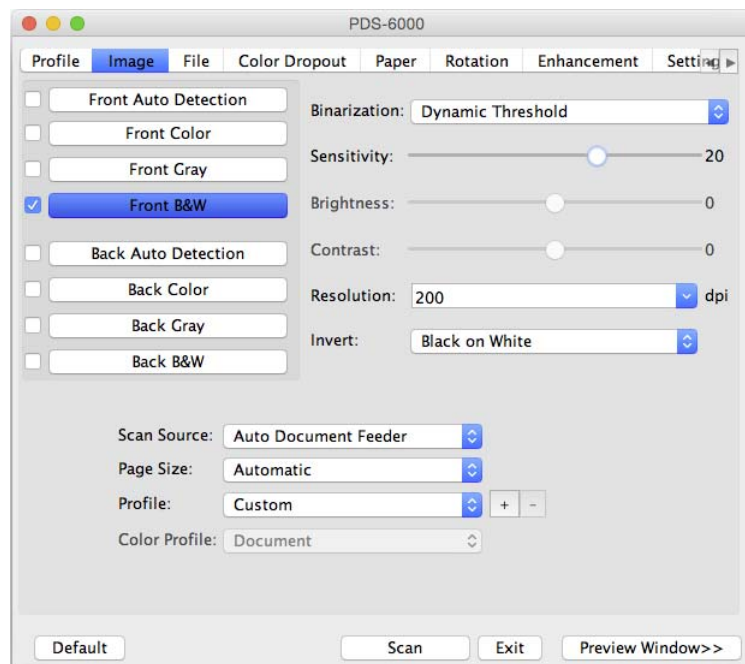 PDS-6000
Profile Image File Color Dropout Paper Rotation Enhancement
Front Auto Detection
Front Color
Front Gray
Front B&W
Back Auto Detection
Back Color
Back Gray
Back B&W
Binarization: Dynamic Threshold
Sensitivity: 20
Brightness: 0
Contrast: 0
Resolution: 200 dpi
Invert: Black on White
Scan Source: Auto Document Feeder
Page Size: Automatic
Profile: Custom + -
Color Profile: Document
Default Scan Exit Preview Window>>